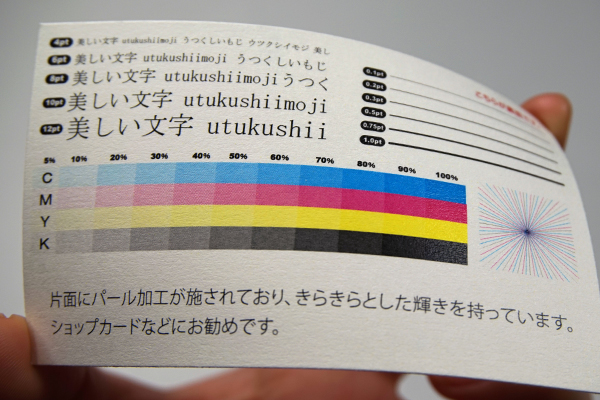 4pt 美しい文字 utukushiimoji うつくしいもじ ウツクシイモジ 美し
6pt 美しい文字 utukushiimoji うつくしいもじ
8pt 美しい文字 utukushiimojiうつく
10pt 美しい文字 utukushiimoji
12pt 美しい文字 utukushii
0.1pt
0.2pt
0.3pt
0.5pt
0.75pt
1.0pt
こちらが
5% 10% 20% 30% 40% 50% 60% 70% 80% 90% 100%
C
M
Y
K
片面にパール加工が施されており、きらきらとした輝きを持っています。
ショップカードなどにお勧めです。